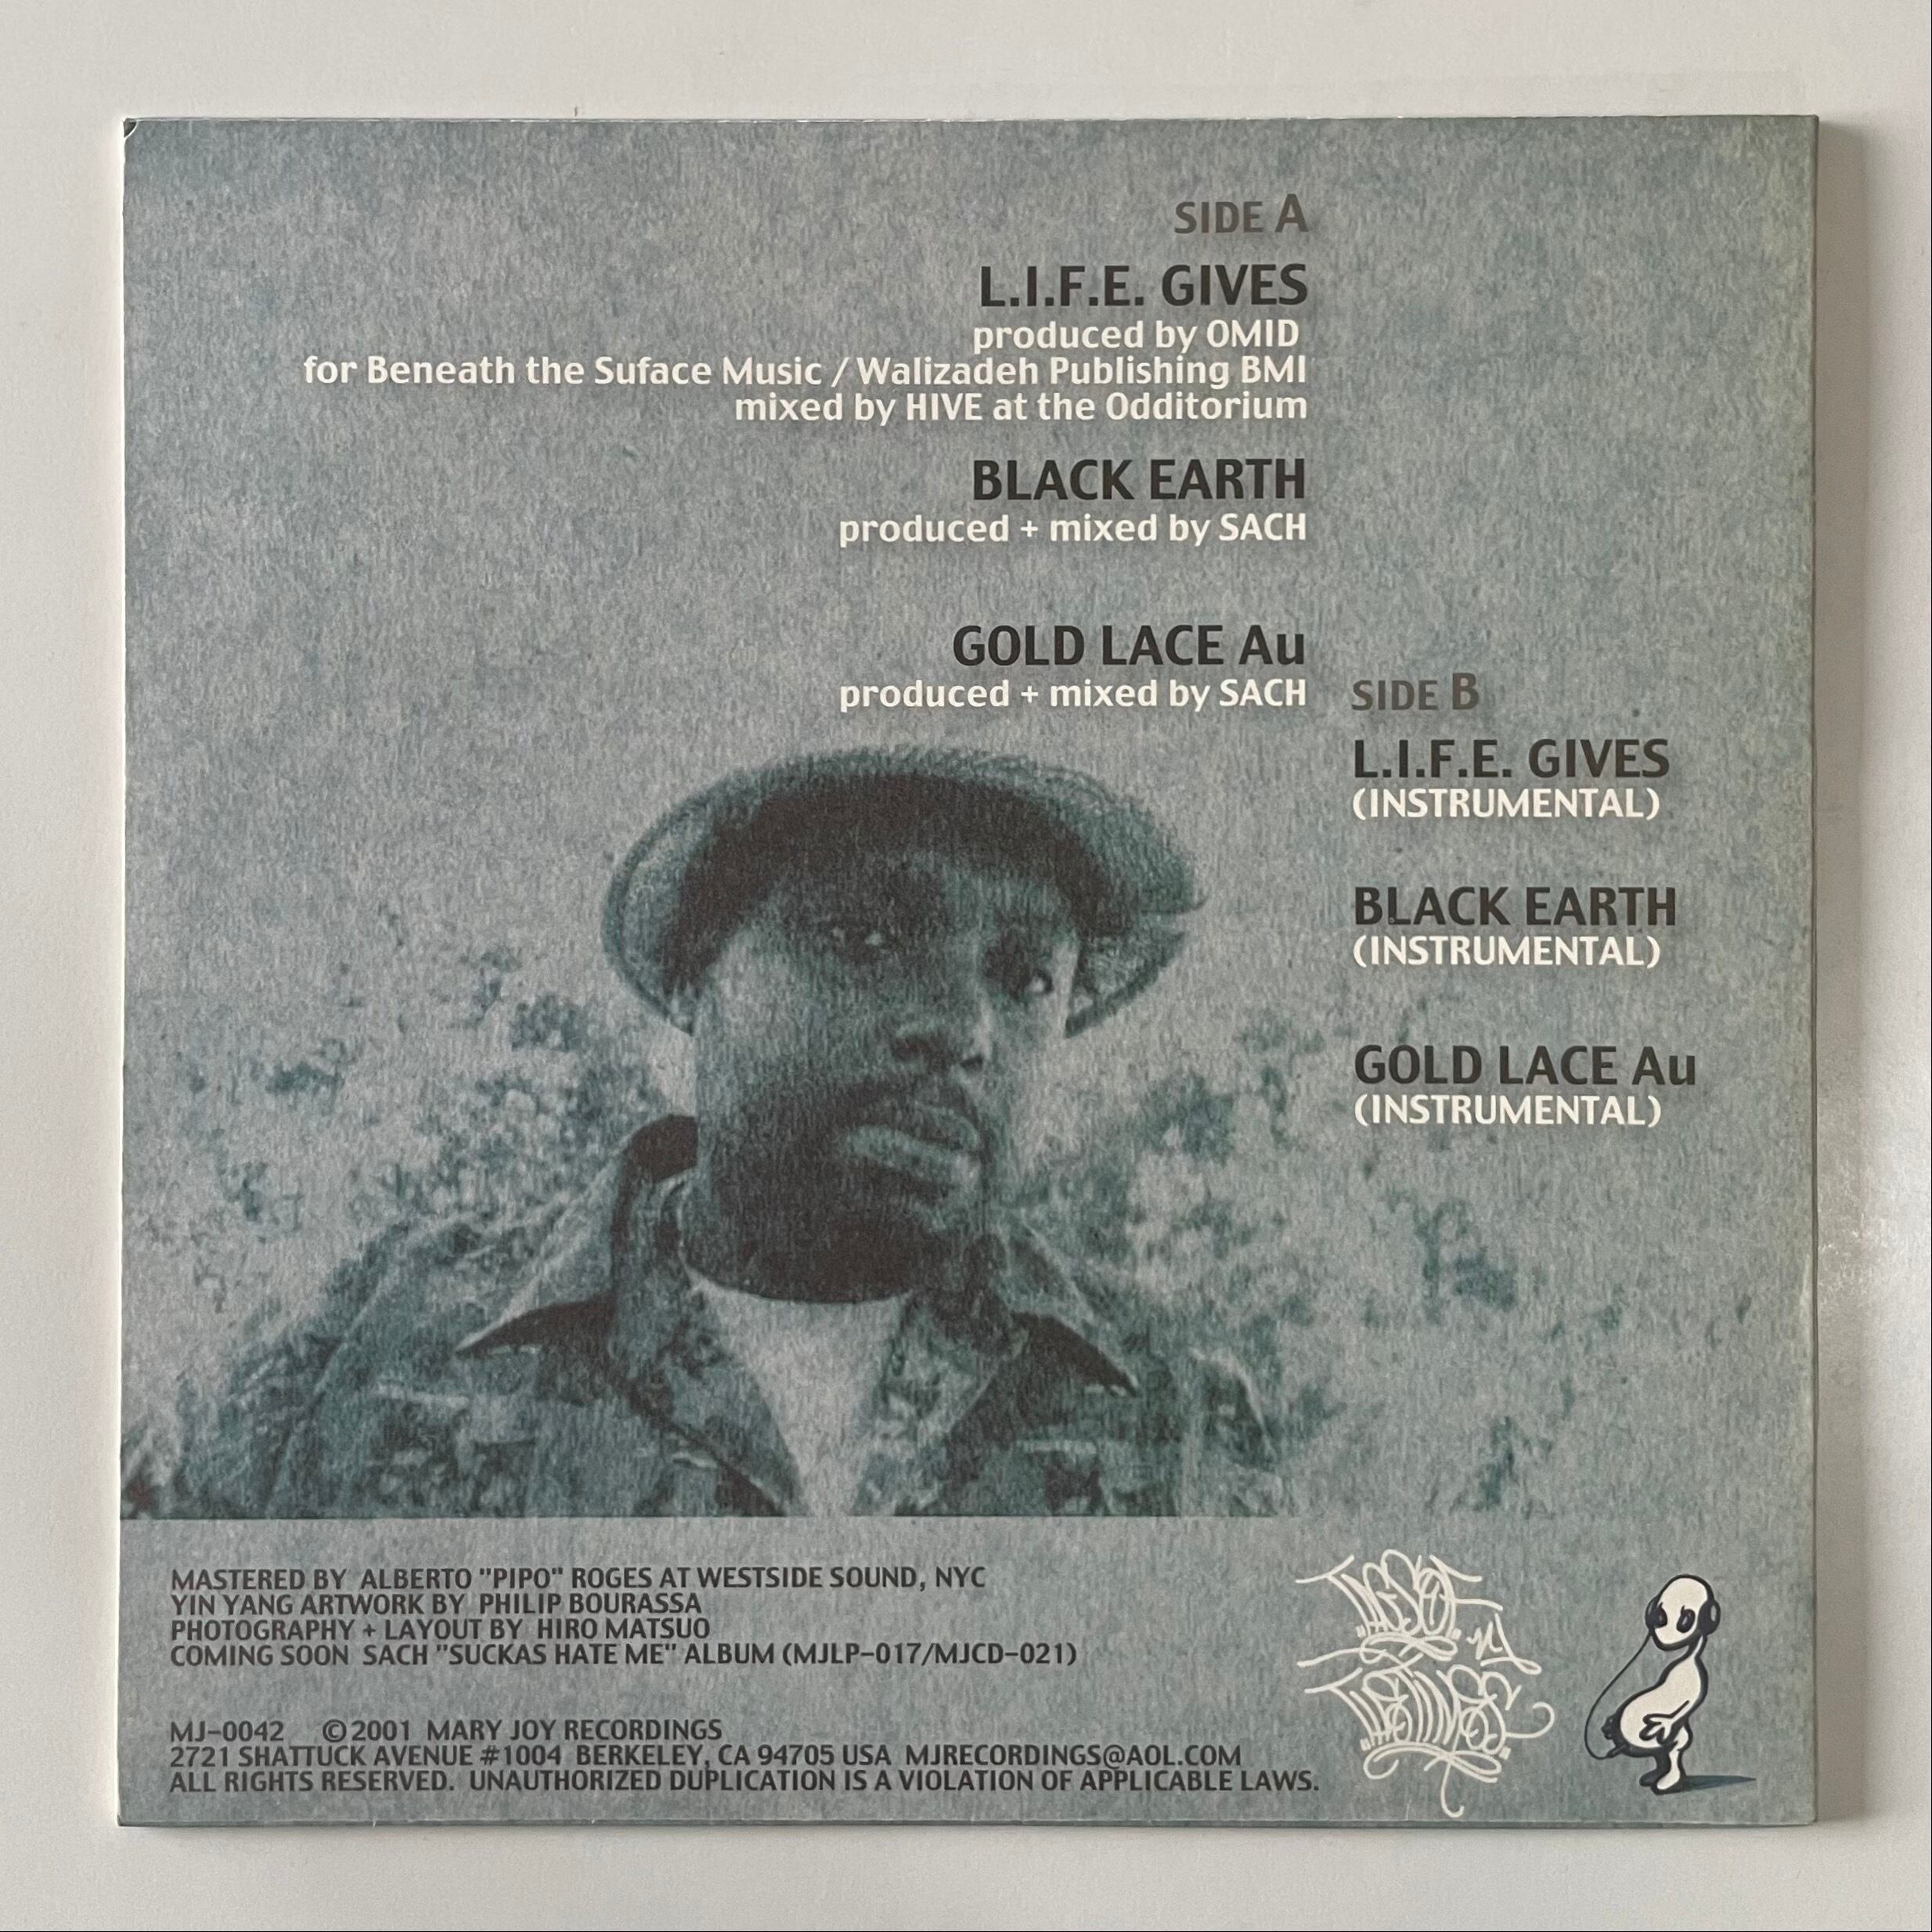 SIDE A
L.I.F.E. GIVES
produced by OMID
for Beneath the Suface Music / Walizadeh Publishing BMI
mixed by HIVE at the Odditorium
BLACK EARTH
produced + mixed by SACH
GOLD LACE Au
produced + mixed by SACH
SIDE B
L.I.F.E. GIVES
(INSTRUMENTAL)
BLACK EARTH
(INSTRUMENTAL)
GOLD LACE Au
(INSTRUMENTAL)
MASTERED BY ALBERTO "PIPO" ROGES AT WESTSIDE SOUND, NYC
YIN YANG ARTWORK BY PHILIP BOURASSA
PHOTOGRAPHY + LAYOUT BY HIRO MATSUO
COMING SOON SACH "SUCKAS HATE ME" ALBUM (MJLP-017/MJCD-021)
MJ-0042 ©2001 MARY JOY RECORDINGS
2721 SHATTUCK AVENUE #1004 BERKELEY, CA 94705 USA MJRECORDINGS@AOL.COM
ALL RIGHTS RESERVED. UNAUTHORIZED DUPLICATION IS A VIOLATION OF APPLICABLE LAWS.